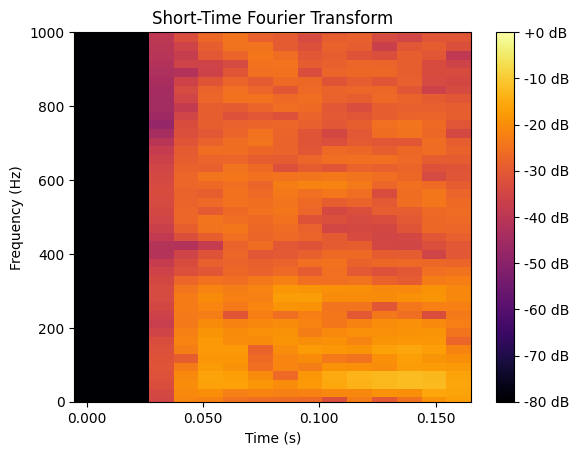 Short-Time Fourier Transform
Frequency (Hz)
1000
800
600
400
200
0
0.000
0.050
0.100
0.150
Time (s)
+0 dB
-10 dB
-20 dB
-30 dB
-40 dB
-50 dB
-60 dB
-70 dB
-80 dB